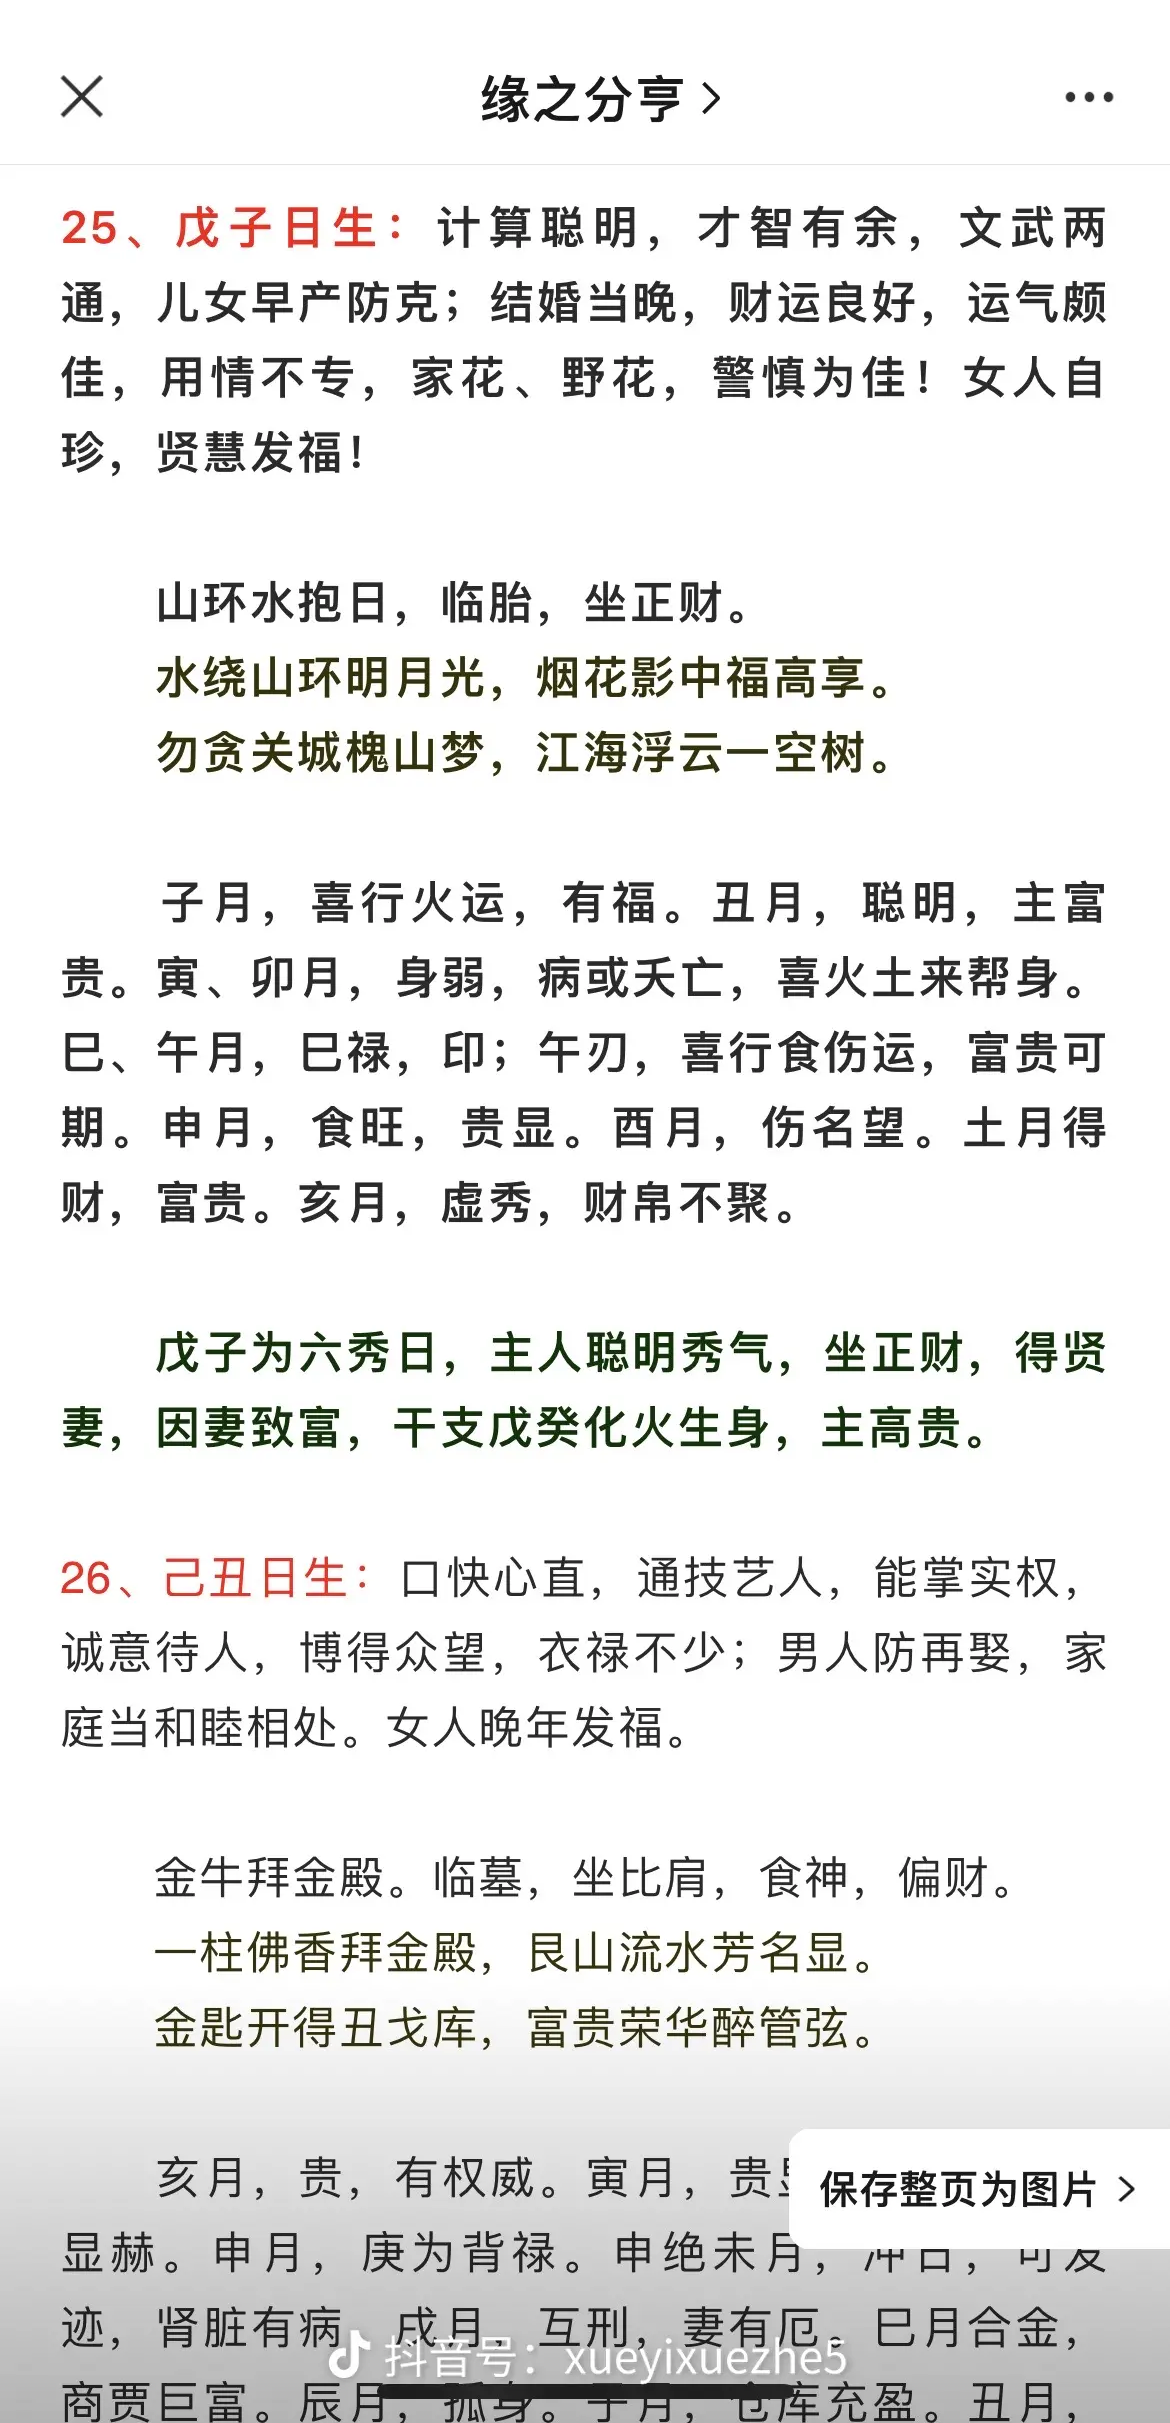 缘之分亨
25、戊子日生：计算聪明，才智有余，文武两
通，儿女早产防克；结婚当晚，财运良好，运气颇
佳，用情不专，家花、野花，警慎为佳！女人自
珍，贤慧发福！
山环水抱日，临胎，坐正财。
水绕山环明月光，烟花影中福高享。
勿贪关城槐山梦，江海浮云一空树。
子月，喜行火运，有福。丑月，聪明，主富
贵。寅、卯月，身弱，病或夭亡，喜火土来帮身。
巳、午月，巳禄，印；午刃，喜行食伤运，富贵可
期。申月，食旺，贵显。酉月，伤名望。土月得
财，富贵。亥月，虚秀，财帛不聚。
戊子为六秀日，主人聪明秀气，坐正财，得贤
妻，因妻致富，干支戊癸化火生身，主高贵。
26、己丑日生：口快心直，通技艺人，能掌实权，
诚意待人，博得众望，衣禄不少；男人防再娶，家
庭当和睦相处。女人晚年发福。
金牛拜金殿。临墓，坐比肩，食神，偏财。
一柱佛香拜金殿，艮山流水芳名显。
金匙开得丑戈库，富贵荣华醉管弦。
亥月，贵，有权威。寅月，贵
保存整页为图片
显赫。申月，庚为背禄。申绝未月，冲日，可发
迹，肾脏有病，戌月，互刑，妻有厄。巳月合金，
抖音号：xueyixuezhe5
商贾巨富。辰月，孤身。子月，仓库充盈。丑月，